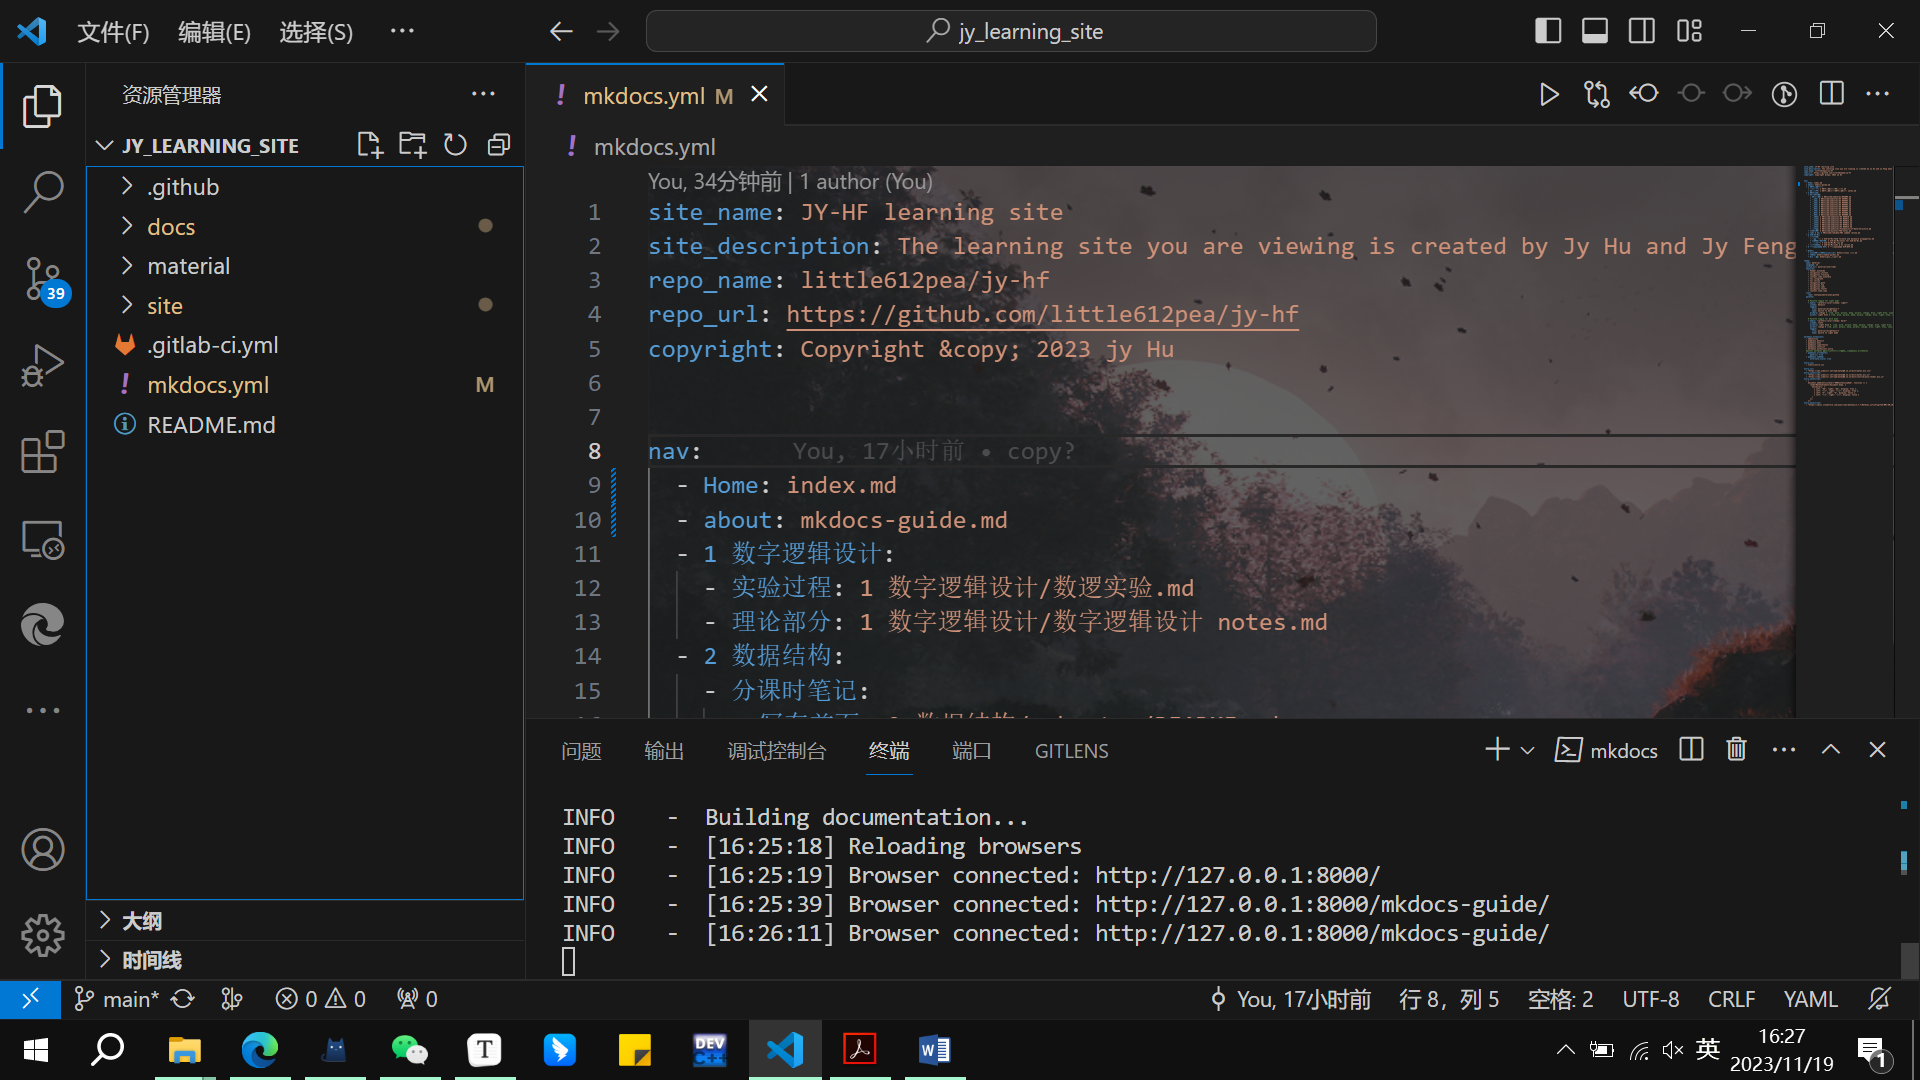 文件(F) 编辑(E) 选择(S) ··· jy_learning_site
资源管理器 ···
JY_LEARNING_SITE
.github
docs
material
site
.gitlab-ci.yml
! mkdocs.yml M
README.md
大纲
时间线
39
! mkdocs.yml M
! mkdocs.yml
You, 34分钟前 | 1 author (You)
1 site_name: JY-HF learning site
2 site_description: The learning site you are viewing is created by Jy Hu and Jy Feng
3 repo_name: little612pea/jy-hf
4 repo_url: https://github.com/little612pea/jy-hf
5 copyright: Copyright &copy; 2023 jy Hu
6
7
8 nav: You, 17小时前 • copy?
9 - Home: index.md
10 - about: mkdocs-guide.md
11 - 1 数字逻辑设计:
12 - 实验过程: 1 数字逻辑设计/数逻实验.md
13 - 理论部分: 1 数字逻辑设计/数字逻辑设计 notes.md
14 - 2 数据结构:
15 - 分课时笔记:
问题 输出 调试控制台 终端 端口 GITLENS mkdocs
INFO - Building documentation...
INFO - [16:25:18] Reloading browsers
INFO - [16:25:19] Browser connected: http://127.0.0.1:8000/
INFO - [16:25:39] Browser connected: http://127.0.0.1:8000/mkdocs-guide/
INFO - [16:26:11] Browser connected: http://127.0.0.1:8000/mkdocs-guide/
main* 0 0 0 You, 17小时前 行 8, 列 5 空格: 2 UTF-8 CRLF YAML
T DEV C++ W 英 16:27
2023/11/19 1